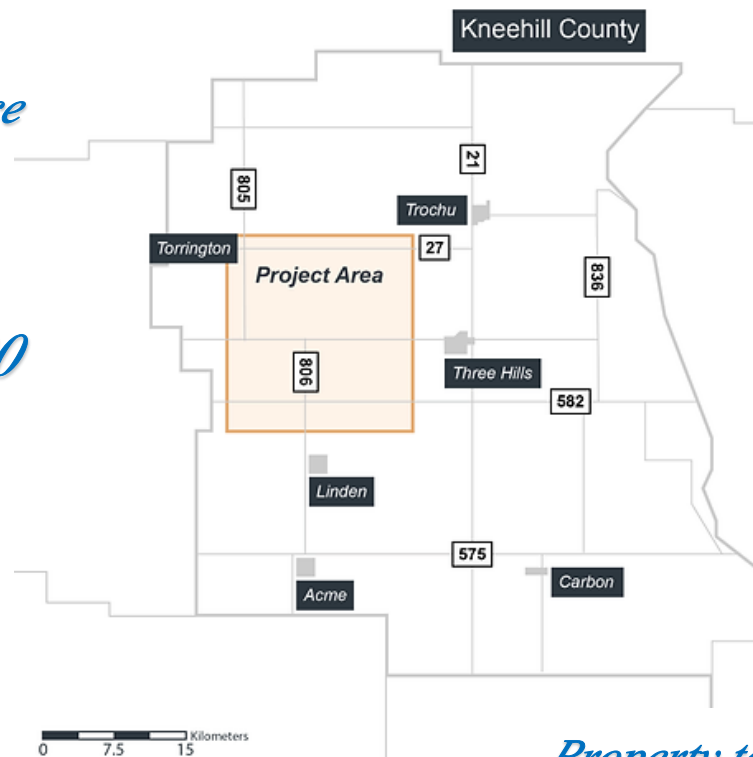 Kneehill County
21
805
Trochu
Torrington
27
Project Area
836
806
Three Hills
582
Linden
575
Carbon
Acme
Kilometers
0 7.5 15
Property